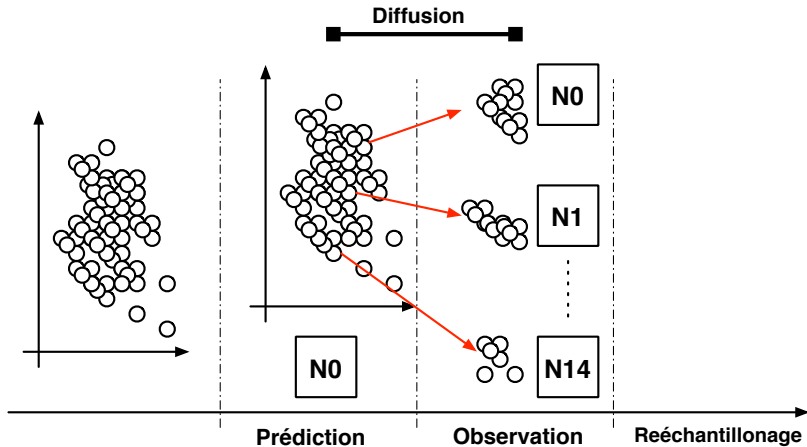 Diffusion
N0
N1
N0
N14
Prédiction
Observation
Reéchantillonage